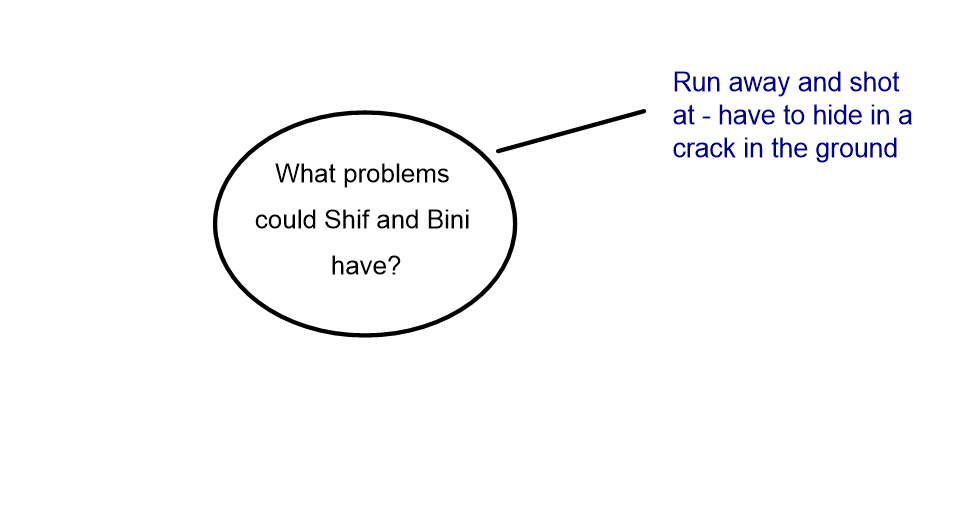 What problems
could Shif and Bini
have?
Run away and shot
at - have to hide in a
crack in the ground